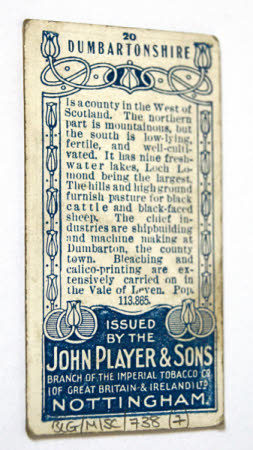 20
DUMBARTONSHIRE
is a county in the West of
Scotland. The northern
part is mountainous, but
the south is low-lying,
fertile, and well-culti-
vated. It has nine fresh-
water lakes, Loch Lo-
mond being the largest.
The hills and high ground
furnish pasture for black
cattle and black-faced
sheep. The chief in-
dustries are shipbuilding
and machine making at
Dumbarton, the county
town. Bleaching and
calico-printing are ex-
tensively carried on in
the Vale of Leven. Pop.
113,865.
ISSUED
BY THE
JOHN PLAYER & SONS
BRANCH OF THE IMPERIAL TOBACCO CO.
(OF GREAT BRITAIN & IRELAND) LTD.
NOTTINGHAM.
BLG/M/SC/738 (7)